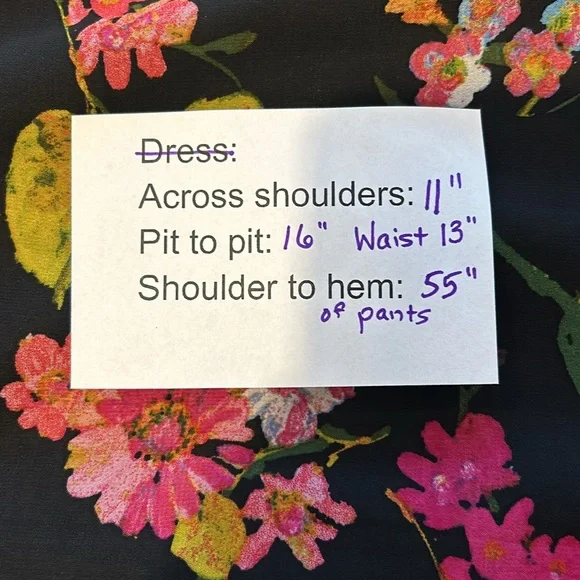 Dress:
Across shoulders: 11"
Pit to pit: 16" Waist 13"
Shoulder to hem: 55"
of pants